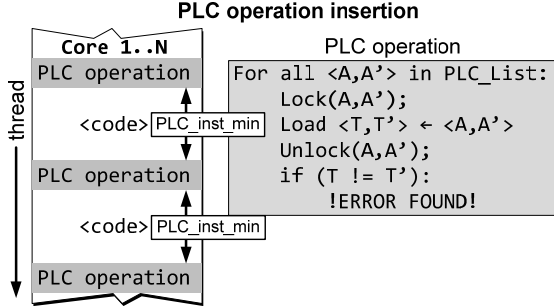 PLC operation insertion
Core 1..N
PLC operation
thread
<code>
PLC_inst_min
PLC operation
<code>
PLC_inst_min
PLC operation
PLC operation
For all <A,A’> in PLC_List:
Lock(A,A’);
Load <T,T’> ← <A,A’>
Unlock(A,A’);
if (T != T’):
!ERROR FOUND!